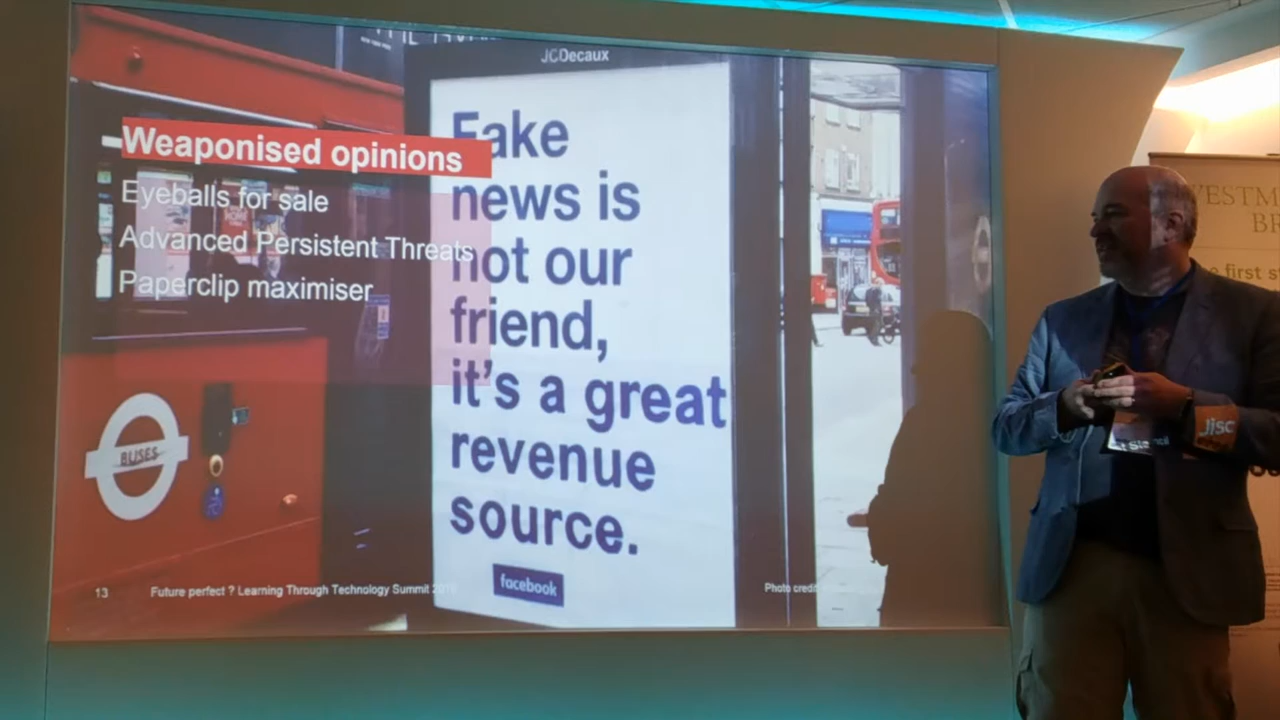 JCDecaux
Weaponised opinions
Eyeballs for sale
Advanced Persistent Threats
Paperclip maximiser
Fake
news is
not our
friend,
it's a great
revenue
source.
facebook
BUSES
13
Future perfect ? Learning Through Technology Summit
Photo credit
BR
first
Jisc